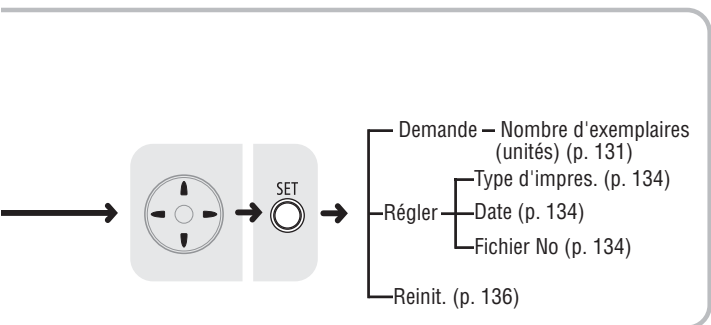 SET
Demande – Nombre d'exemplaires
(unités) (p. 131)
Type d'impres. (p. 134)
Régler
Date (p. 134)
Fichier No (p. 134)
Reinit. (p. 136)